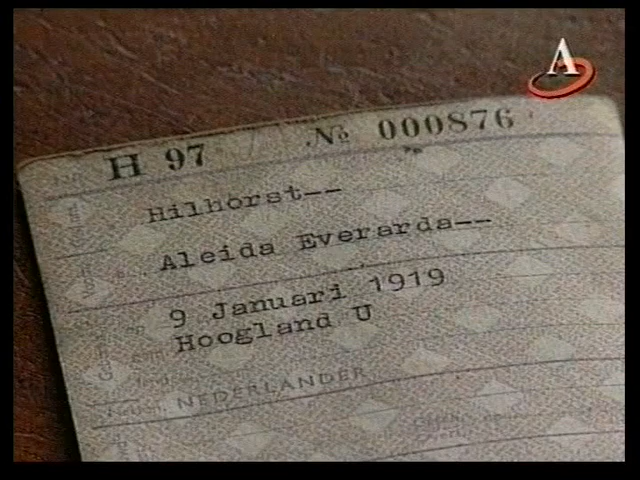 A
H 97 № 000876
Hilhorst--
Aleida Everarda--
9 Januari 1919
Hoogland U
NEDERLANDER